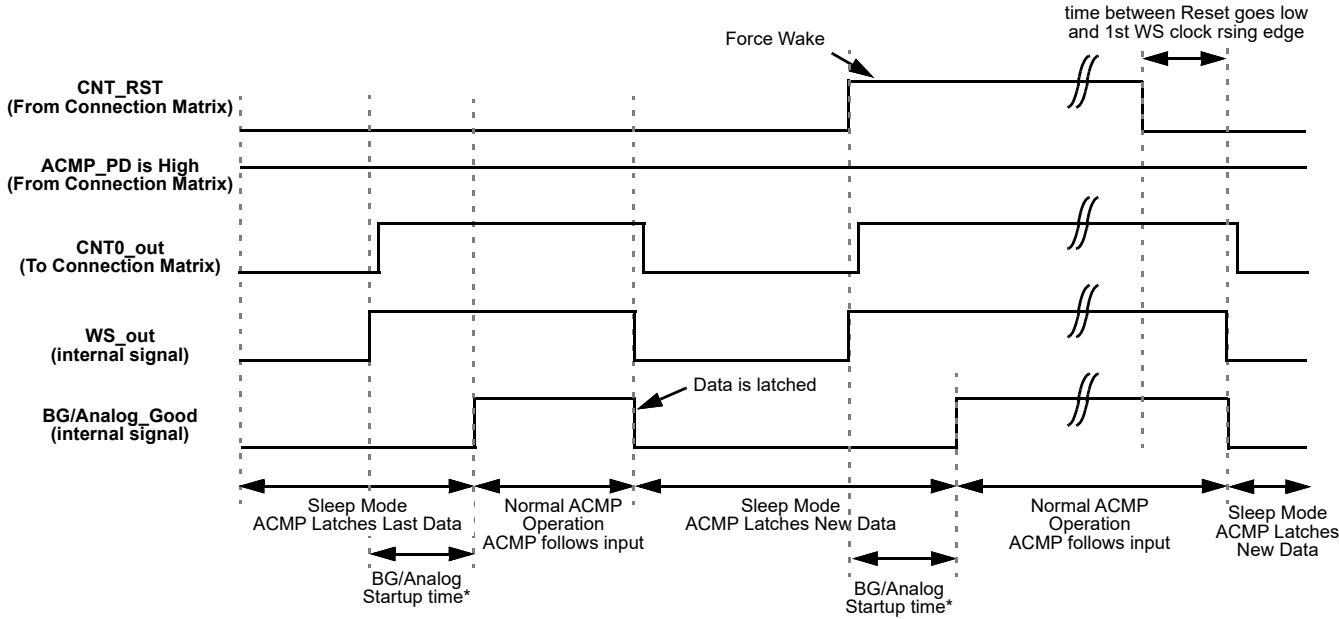 time between Reset goes low
and 1st WS clock rsing edge
Force Wake
CNT_RST
(From Connection Matrix)
ACMP_PD is High
(From Connection Matrix)
CNT0_out
(To Connection Matrix)
WS_out
(internal signal)
Data is latched
BG/Analog_Good
(internal signal)
Sleep Mode
ACMP Latches Last Data
Normal ACMP
Operation
ACMP follows input
Sleep Mode
ACMP Latches New Data
Normal ACMP
Operation
ACMP follows input
Sleep Mode
ACMP Latches
New Data
BG/Analog
Startup time*
BG/Analog
Startup time*